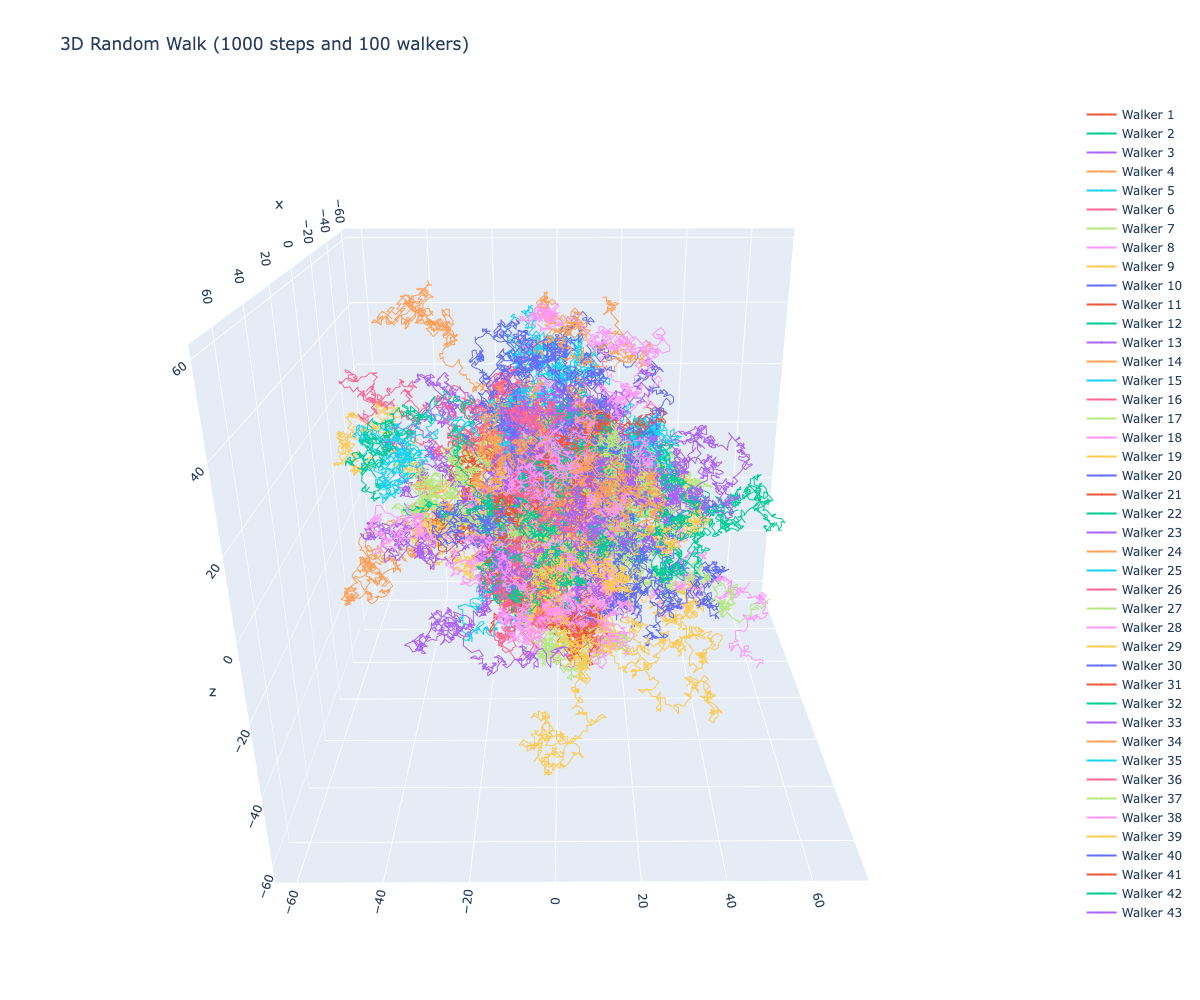 3D Random Walk (1000 steps and 100 walkers)
x
−60
−40
−20
0
20
40
60
60
40
20
0
z
−20
−40
−60
−60
−40
−20
0
20
40
60
Walker 1
Walker 2
Walker 3
Walker 4
Walker 5
Walker 6
Walker 7
Walker 8
Walker 9
Walker 10
Walker 11
Walker 12
Walker 13
Walker 14
Walker 15
Walker 16
Walker 17
Walker 18
Walker 19
Walker 20
Walker 21
Walker 22
Walker 23
Walker 24
Walker 25
Walker 26
Walker 27
Walker 28
Walker 29
Walker 30
Walker 31
Walker 32
Walker 33
Walker 34
Walker 35
Walker 36
Walker 37
Walker 38
Walker 39
Walker 40
Walker 41
Walker 42
Walker 43